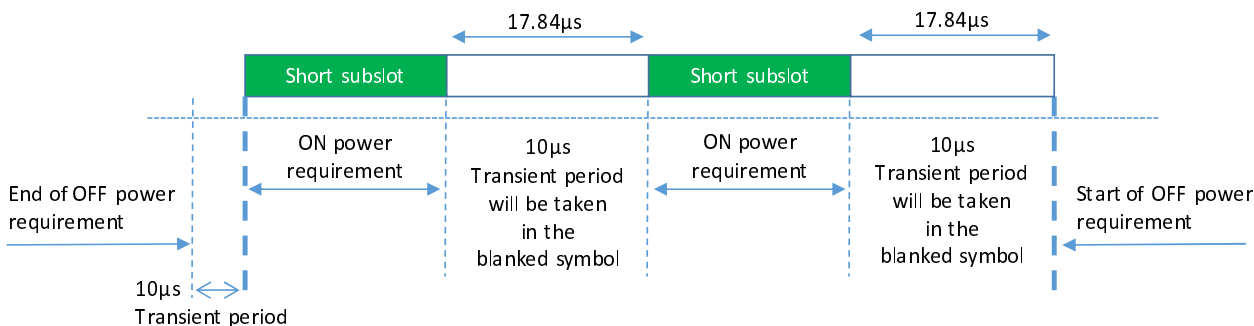 17.84µs
17.84µs
Short subslot
Short subslot
ON power
requirement
10µs
Transient period
will be taken
in the
blanked symbol
ON power
requirement
10µs
Transient period
will be taken
in the
blanked symbol
End of OFF power
requirement
Start of OFF power
requirement
10µs
Transient period